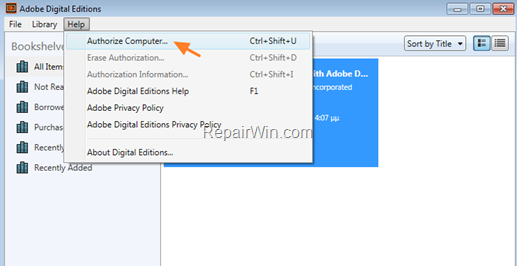 Adobe Digital Editions
File Library Help
Bookshelve
Authorize Computer... Ctrl+Shift+U
Sort by Title
All Items
Erase Authorization... Ctrl+Shift+D
ith Adobe D...
Not Rea
Authorization Information... Ctrl+Shift+I
corporated
Borrowe
Adobe Digital Editions Help F1
Adobe Privacy Policy
4:07 μμ
Purchas
Adobe Digital Editions Privacy Policy
RepairWin.com
Recently
About Digital Editions...
Recently Added